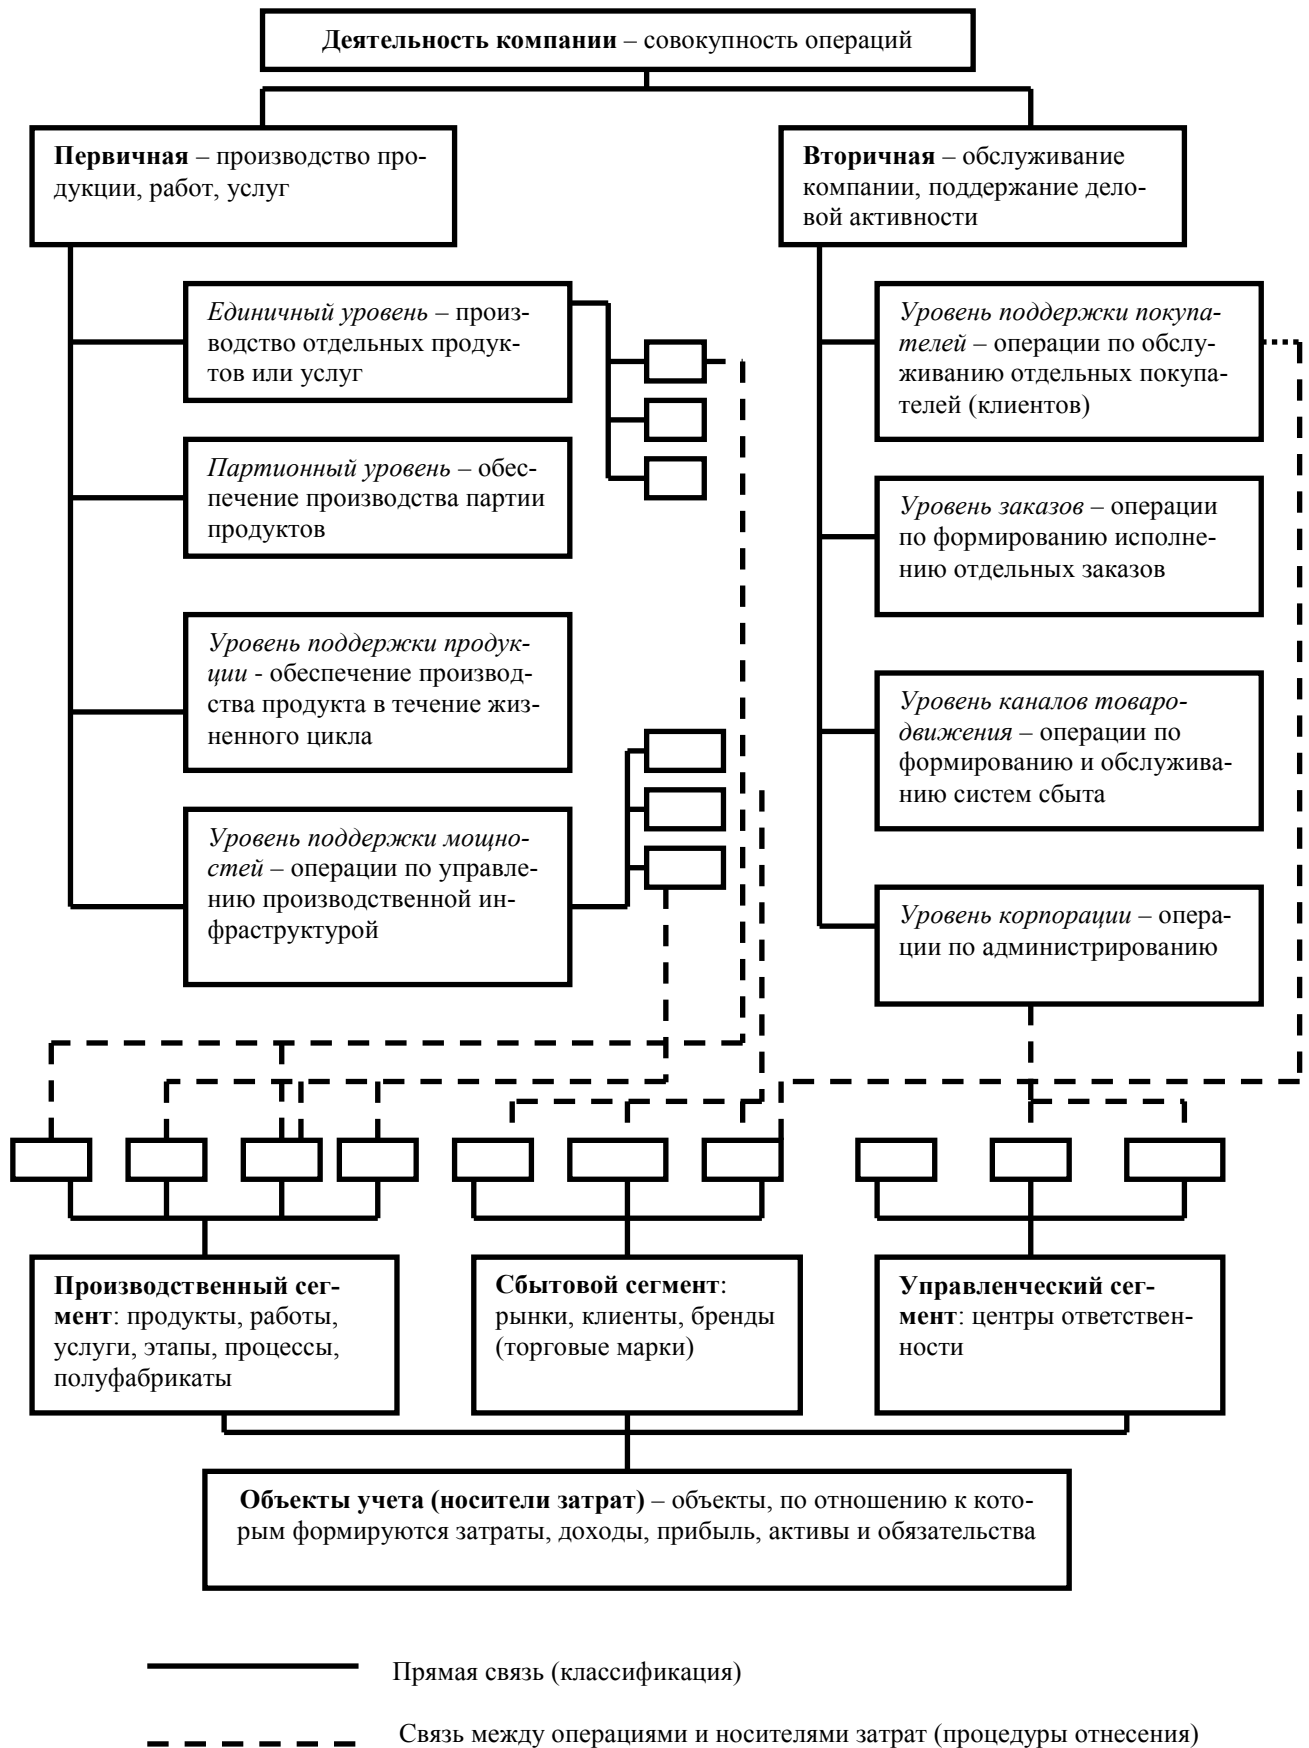 Деятельность компании – совокупность операций
Первичная – производство про-
дукции, работ, услуг
Вторичная – обслуживание
компании, поддержание дело-
вой активности
Единичный уровень – произ-
водство отдельных продук-
тов или услуг
Партионный уровень – обес-
печение производства партии
продуктов
Уровень поддержки продук-
ции - обеспечение производ-
ства продукта в течение жиз-
ненного цикла
Уровень поддержки мощно-
стей – операции по управле-
нию производственной ин-
фраструктурой
Уровень поддержки покупа-
телей – операции по обслу-
живанию отдельных покупа-
телей (клиентов)
Уровень заказов – операции
по формированию исполне-
нию отдельных заказов
Уровень каналов товаро-
движения – операции по
формированию и обслужива-
нию систем сбыта
Уровень корпорации – опера-
ции по администрированию
Производственный сег-
мент: продукты, работы,
услуги, этапы, процессы,
полуфабрикаты
Сбытовой сегмент:
рынки, клиенты, бренды
(торговые марки)
Управленческий сег-
мент: центры ответствен-
ности
Объекты учета (носители затрат) – объекты, по отношению к кото-
рым формируются затраты, доходы, прибыль, активы и обязательства
Прямая связь (классификация)
Связь между операциями и носителями затрат (процедуры отнесения)